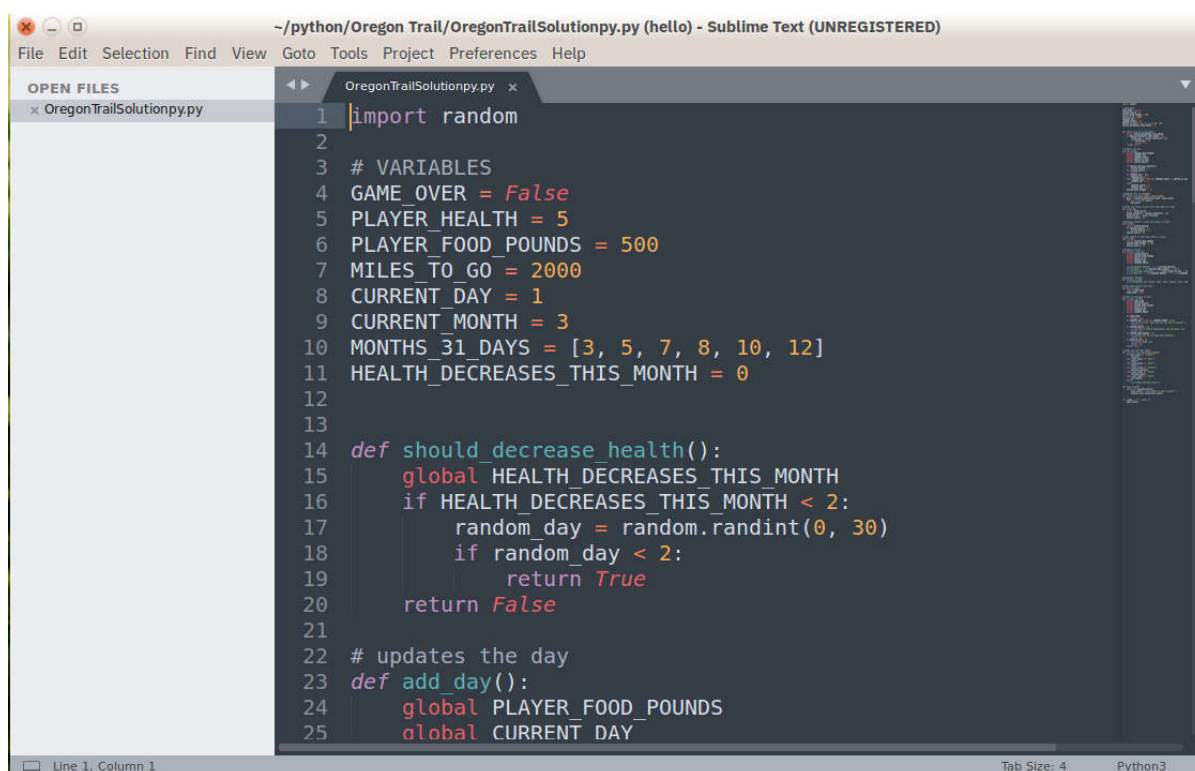 ~/python/Oregon Trail/OregonTrailSolutionpy.py (hello) - Sublime Text (UNREGISTERED)
File Edit Selection Find View Goto Tools Project Preferences Help
OPEN FILES
OregonTrailSolutionpy.py
OregonTrailSolutionpy.py
1 import random
2
3 # VARIABLES
4 GAME_OVER = False
5 PLAYER_HEALTH = 5
6 PLAYER_FOOD_POUNDS = 500
7 MILES_TO_GO = 2000
8 CURRENT_DAY = 1
9 CURRENT_MONTH = 3
10 MONTHS_31_DAYS = [3, 5, 7, 8, 10, 12]
11 HEALTH_DECREASES_THIS_MONTH = 0
12
13
14 def should_decrease_health():
15     global HEALTH_DECREASES_THIS_MONTH
16     if HEALTH_DECREASES_THIS_MONTH < 2:
17         random_day = random.randint(0, 30)
18         if random_day < 2:
19             return True
20     return False
21
22 # updates the day
23 def add_day():
24     global PLAYER_FOOD_POUNDS
25     global CURRENT_DAY
Line 1, Column 1
Tab Size: 4
Python3